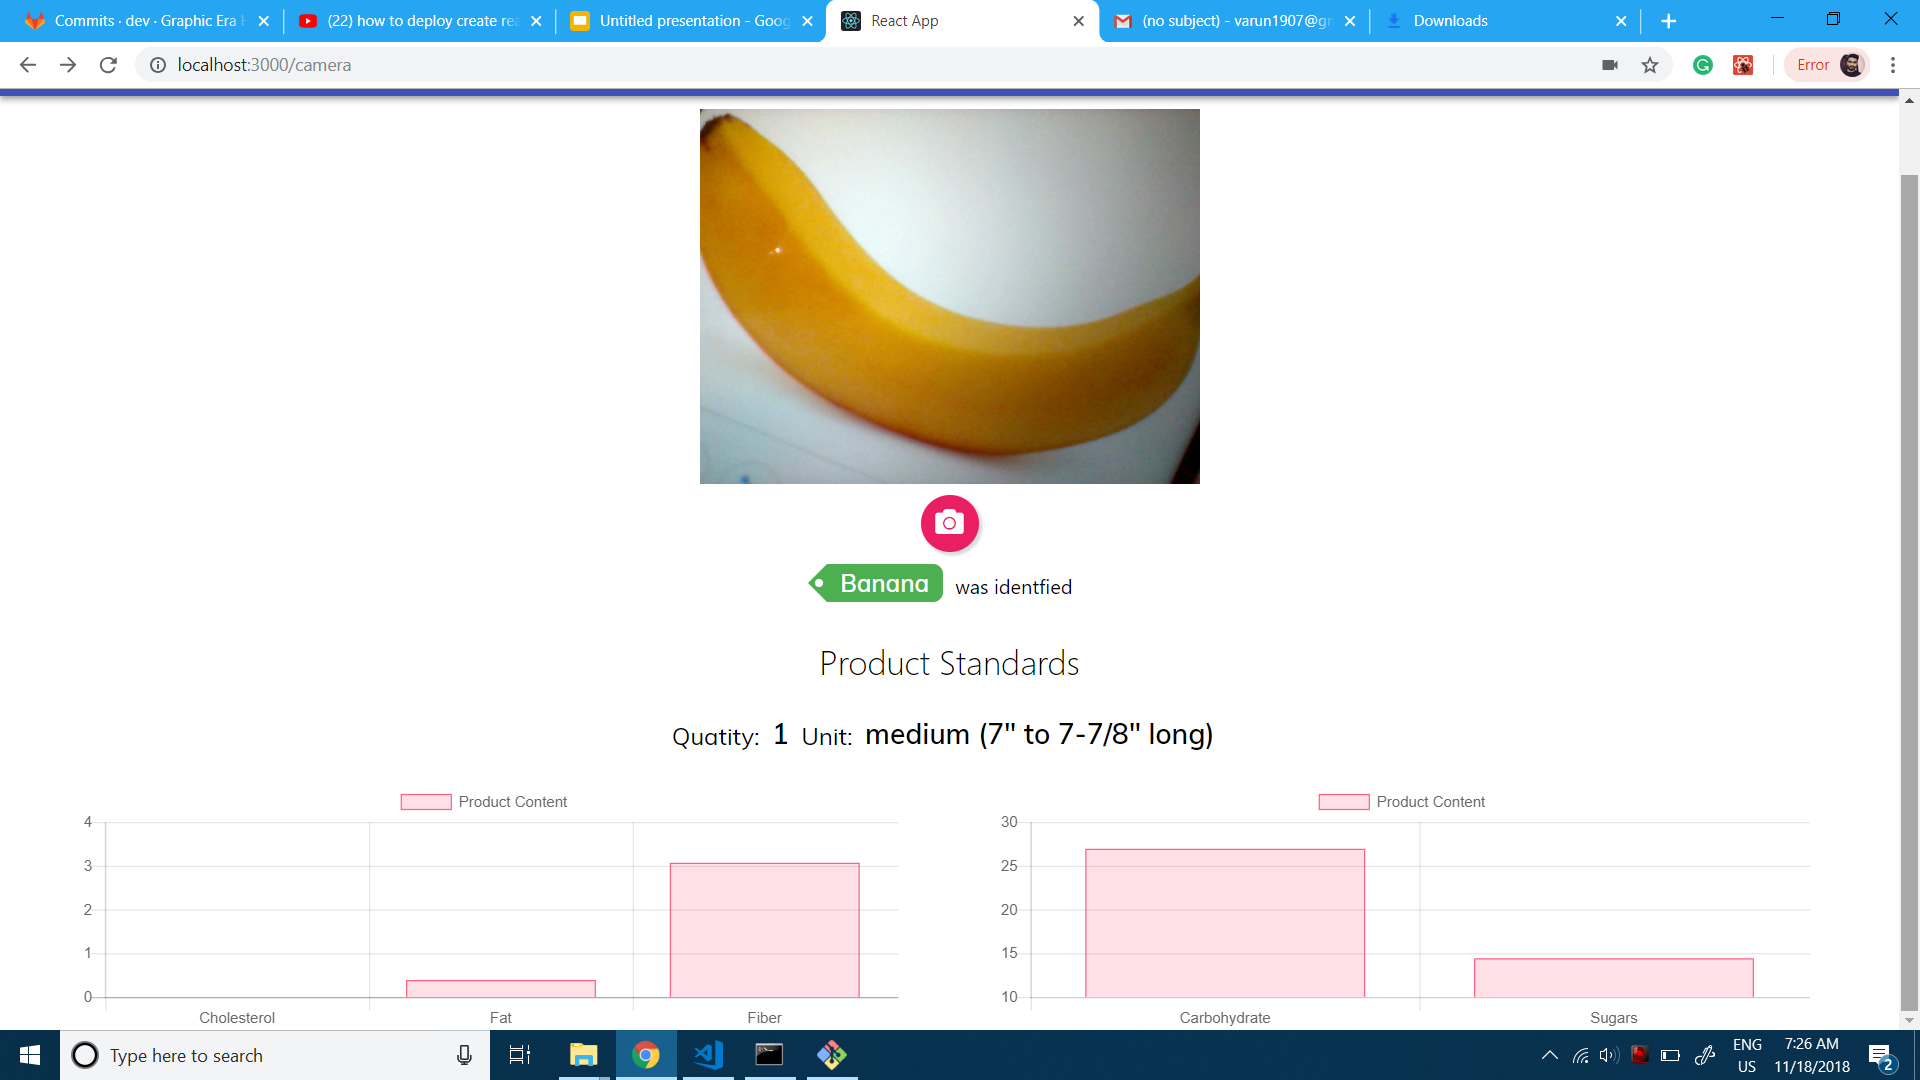 Commits · dev · Graphic Era
(22) how to deploy create rea
Untitled presentation - Goog
React App
(no subject) - varun1907@gm
Downloads
localhost:3000/camera
Error
Banana was identfied
Product Standards
Quatity: 1 Unit: medium (7" to 7-7/8" long)
Product Content
4
3
2
1
0
Cholesterol Fat Fiber
Product Content
30
25
20
15
10
Carbohydrate Sugars
Type here to search
ENG
US
7:26 AM
11/18/2018
2